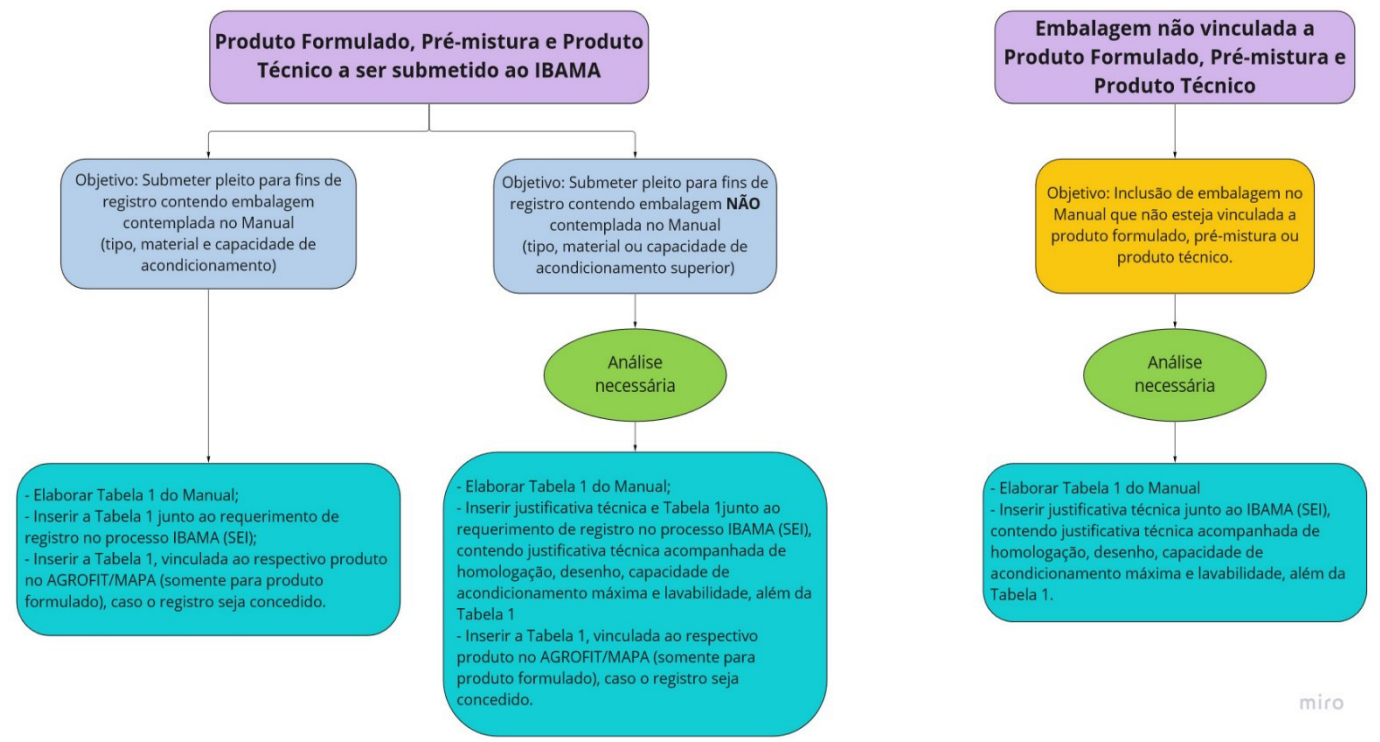 Produto Formulado, Pré-mistura e Produto
Técnico a ser submetido ao IBAMA
Objetivo: Submeter pleito para fins de
registro contendo embalagem
contemplada no Manual
(tipo, material e capacidade de
acondicionamento)
- Elaborar Tabela 1 do Manual;
- Inserir a Tabela 1 junto ao requerimento de
registro no processo IBAMA (SEI);
- Inserir a Tabela 1, vinculada ao respectivo produto
no AGROFIT/MAPA (somente para produto
formulado), caso o registro seja concedido.
Objetivo: Submeter pleito para fins de
registro contendo embalagem NÃO
contemplada no Manual
(tipo, material ou capacidade de
acondicionamento superior)
Análise
necessária
- Elaborar Tabela 1 do Manual;
- Inserir justificativa técnica e Tabela 1junto ao
requerimento de registro no processo IBAMA (SEI),
contendo justificativa técnica acompanhada de
homologação, desenho, capacidade de
acondicionamento máxima e lavabilidade, além da
Tabela 1
- Inserir a Tabela 1, vinculada ao respectivo
produto no AGROFIT/MAPA (somente para
produto formulado), caso o registro seja
concedido.
Embalagem não vinculada a
Produto Formulado, Pré-mistura e
Produto Técnico
Objetivo: Inclusão de embalagem no
Manual que não esteja vinculada a
produto formulado, pré-mistura ou
produto técnico.
Análise
necessária
- Elaborar Tabela 1 do Manual
- Inserir justificativa técnica junto ao IBAMA (SEI),
contendo justificativa técnica acompanhada de
homologação, desenho, capacidade de
acondicionamento máxima e lavabilidade, além da
Tabela 1.
miro